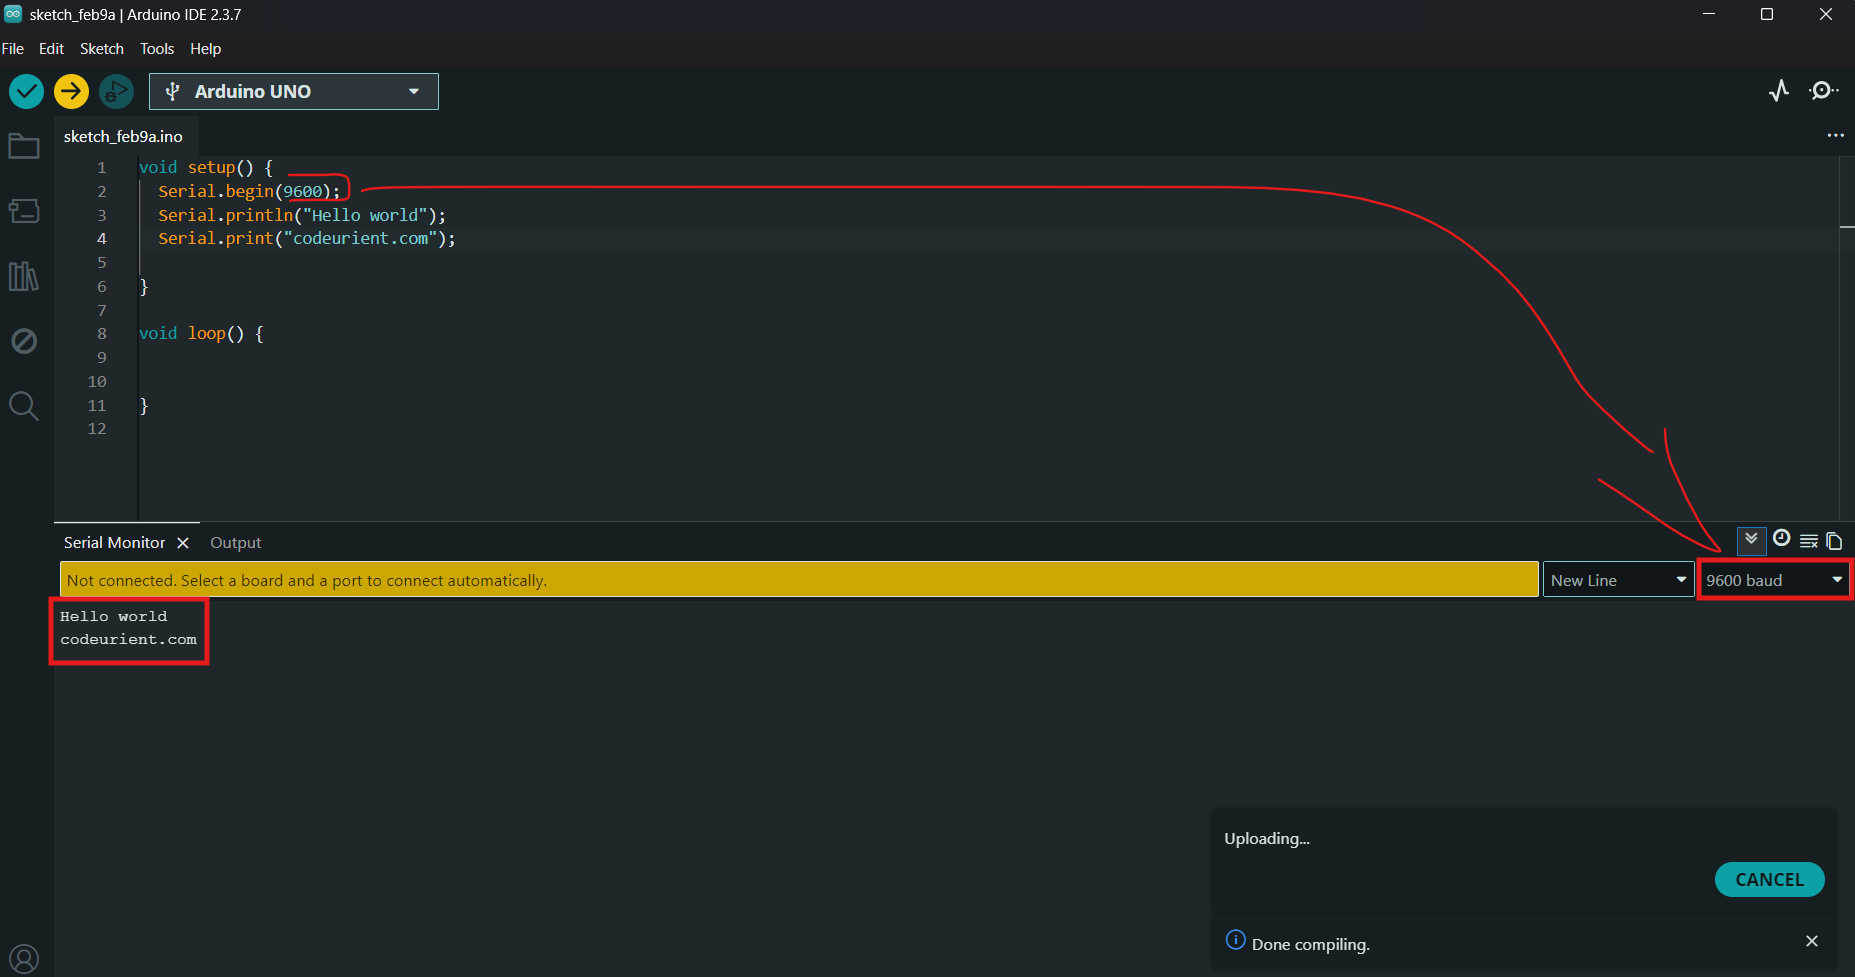 sketch_feb9a | Arduino IDE 2.3.7
File Edit Sketch Tools Help
Arduino UNO
sketch_feb9a.ino
1 void setup() {
2 Serial.begin(9600);
3 Serial.println("Hello world");
4 Serial.print("codeurient.com");
5
6 }
7
8 void loop() {
9
10
11 }
12
Serial Monitor Output
Not connected. Select a board and a port to connect automatically. New Line 9600 baud
Hello world
codeurient.com
Uploading...
CANCEL
Done compiling.